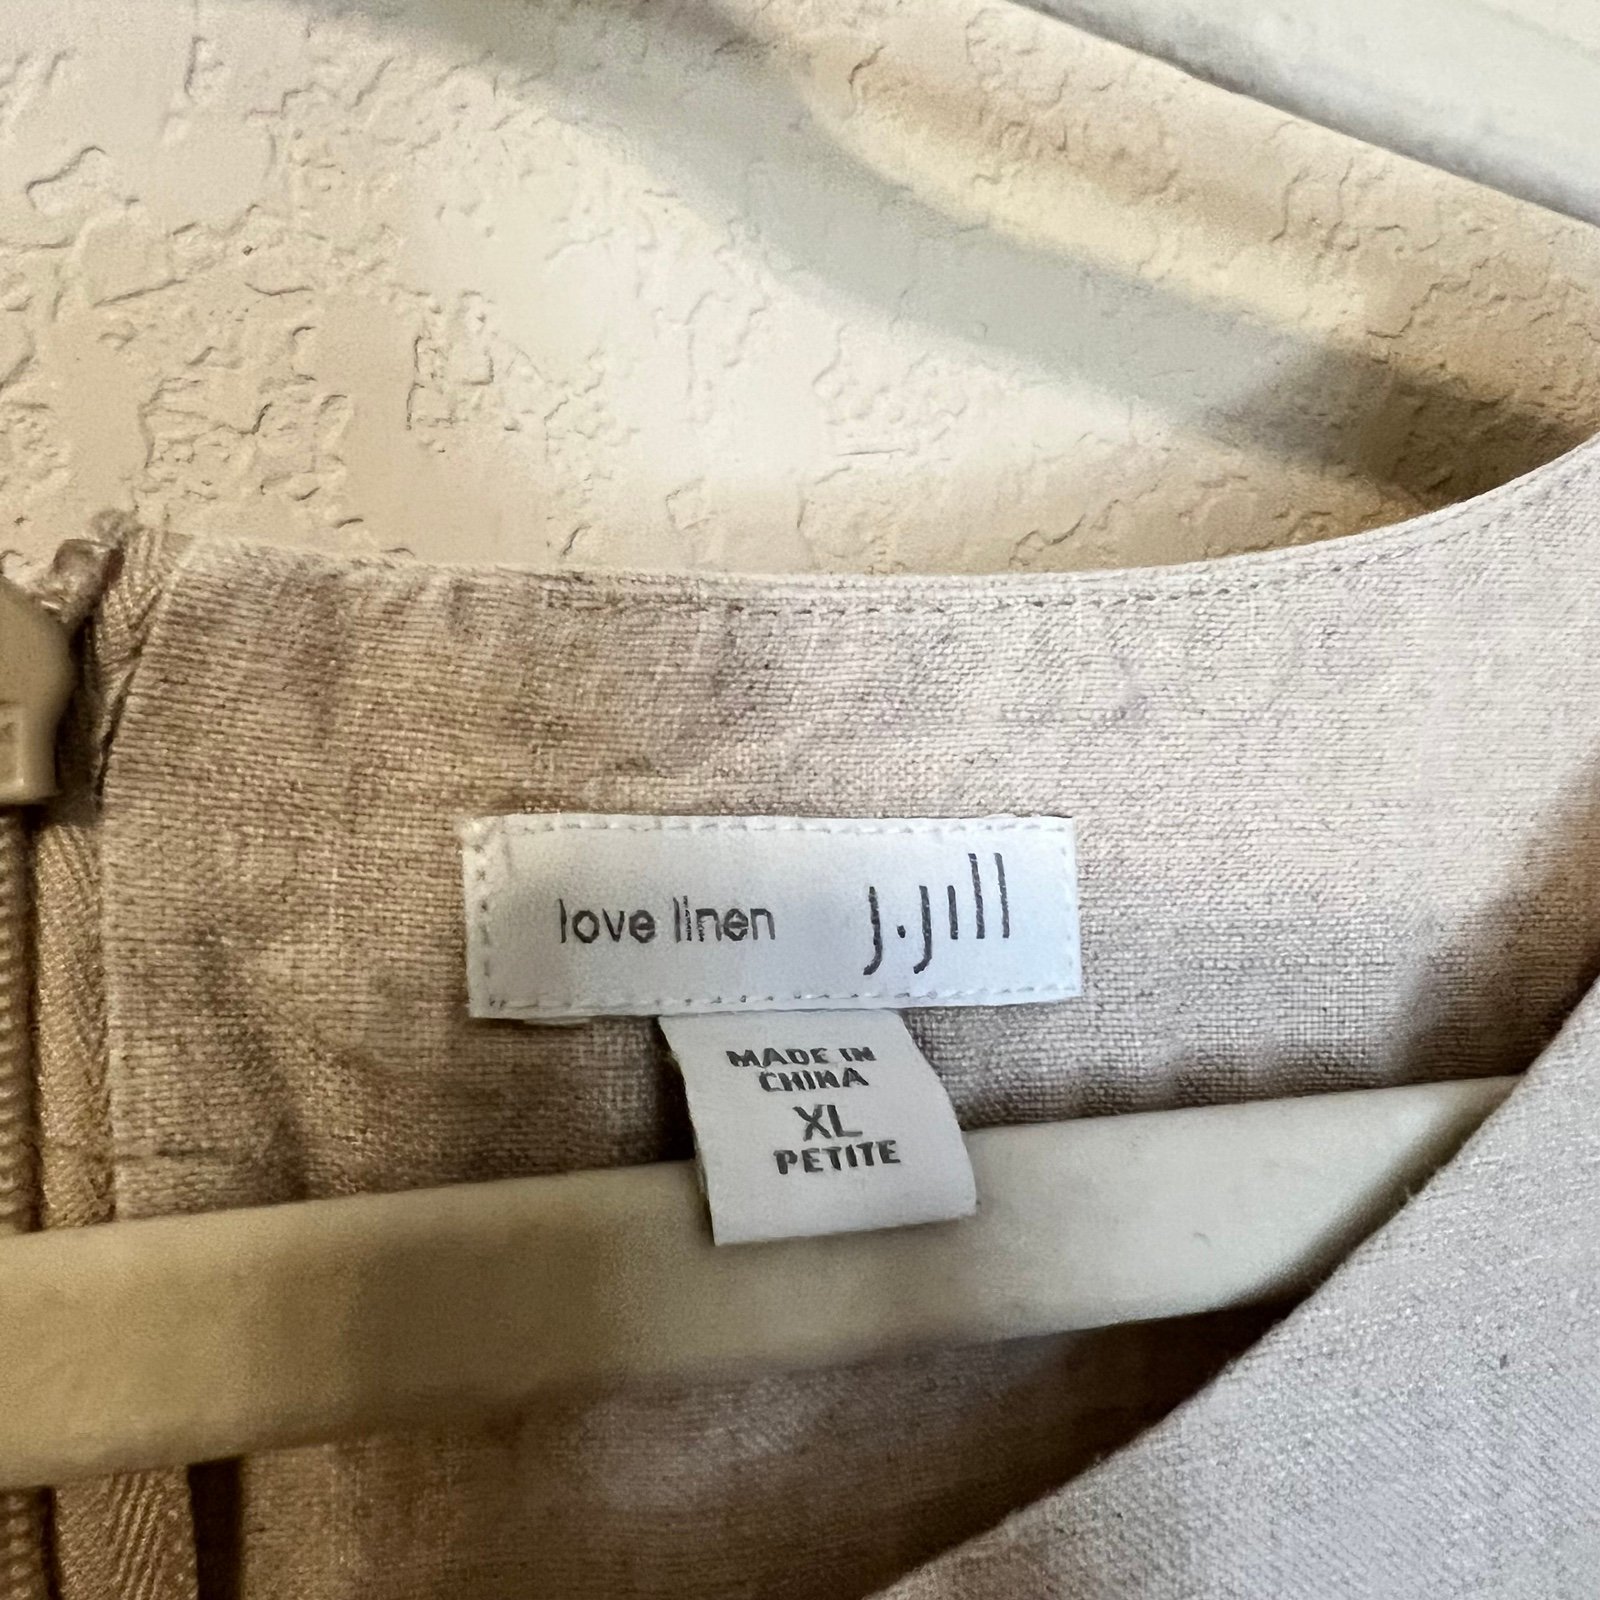 love linen J.Jill
MADE IN
CHINA
XL
PETITE